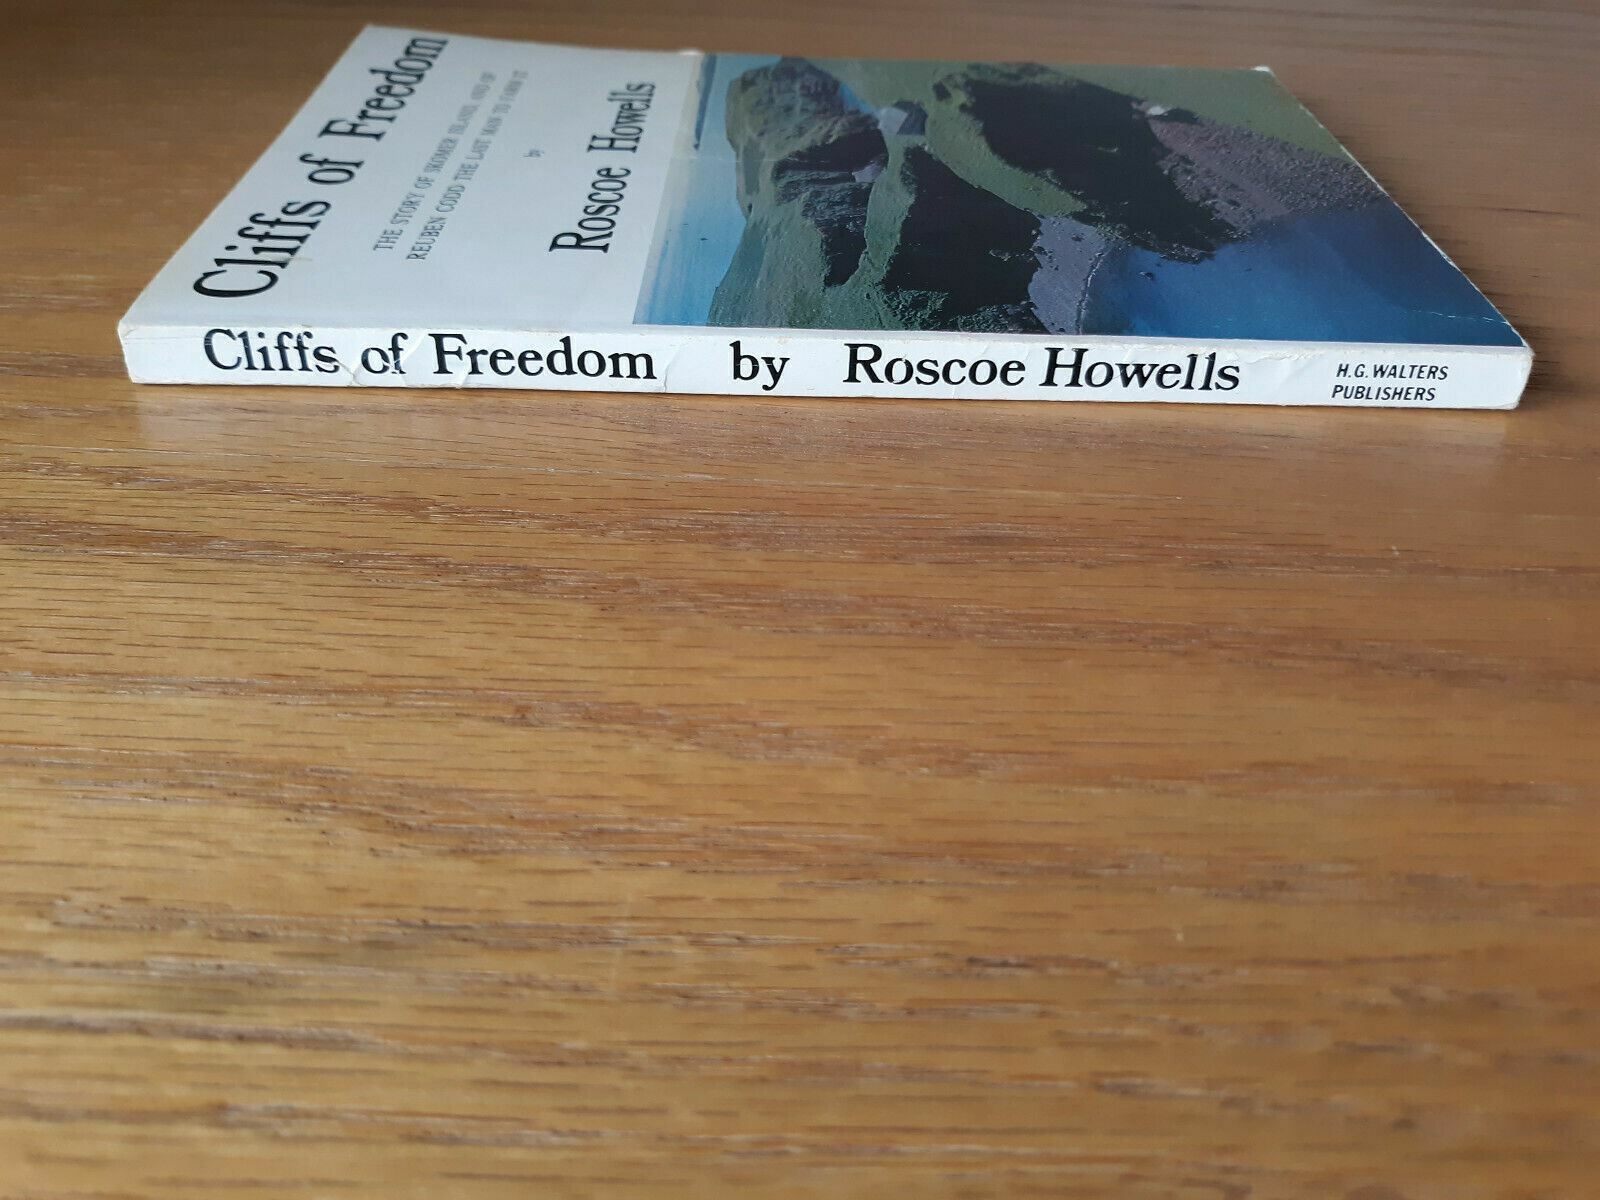 Cliffs of Freedom
THE STORY OF SKOMER ISLAND, AND OF
REUBEN CODD THE LAST MAN TO FARM IT
by
Roscoe Howells
Cliffs of Freedom by Roscoe Howells
H.G. WALTERS
PUBLISHERS